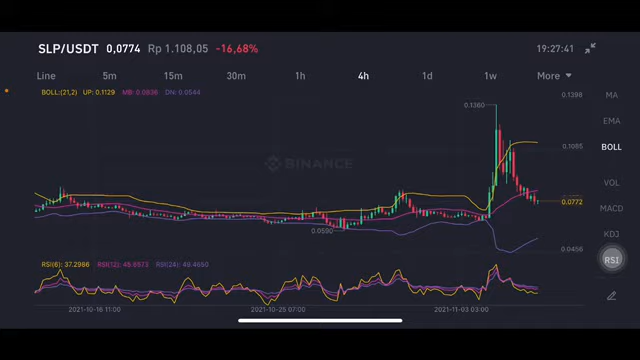 SLP/USDT 0,0774 Rp 1.108,05 -16,68% 19:27:41
Line 5m 15m 30m 1h 4h 1d 1w More
BOLL:(21,2) UP: 0.1129 MB: 0.0836 DN: 0.0544
0.1398
MA
0.1360
EMA
0.1085
BOLL
BINANCE
VOL
0.0772
MACD
0.0590
KDJ
0.0456
RSI
RSI(6): 37.2986 RSI(12): 45.6573 RSI(24): 49.4650
2021-10-16 11:00 2021-10-25 07:00 2021-11-03 03:00